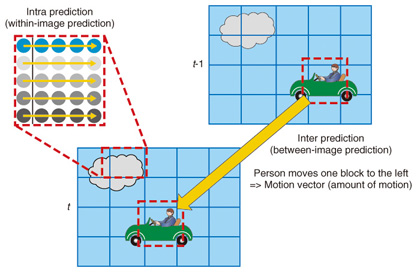 Intra prediction
(within-image prediction)
t-1
Inter prediction
(between-image prediction)
Person moves one block to the left
=> Motion vector (amount of motion)
t